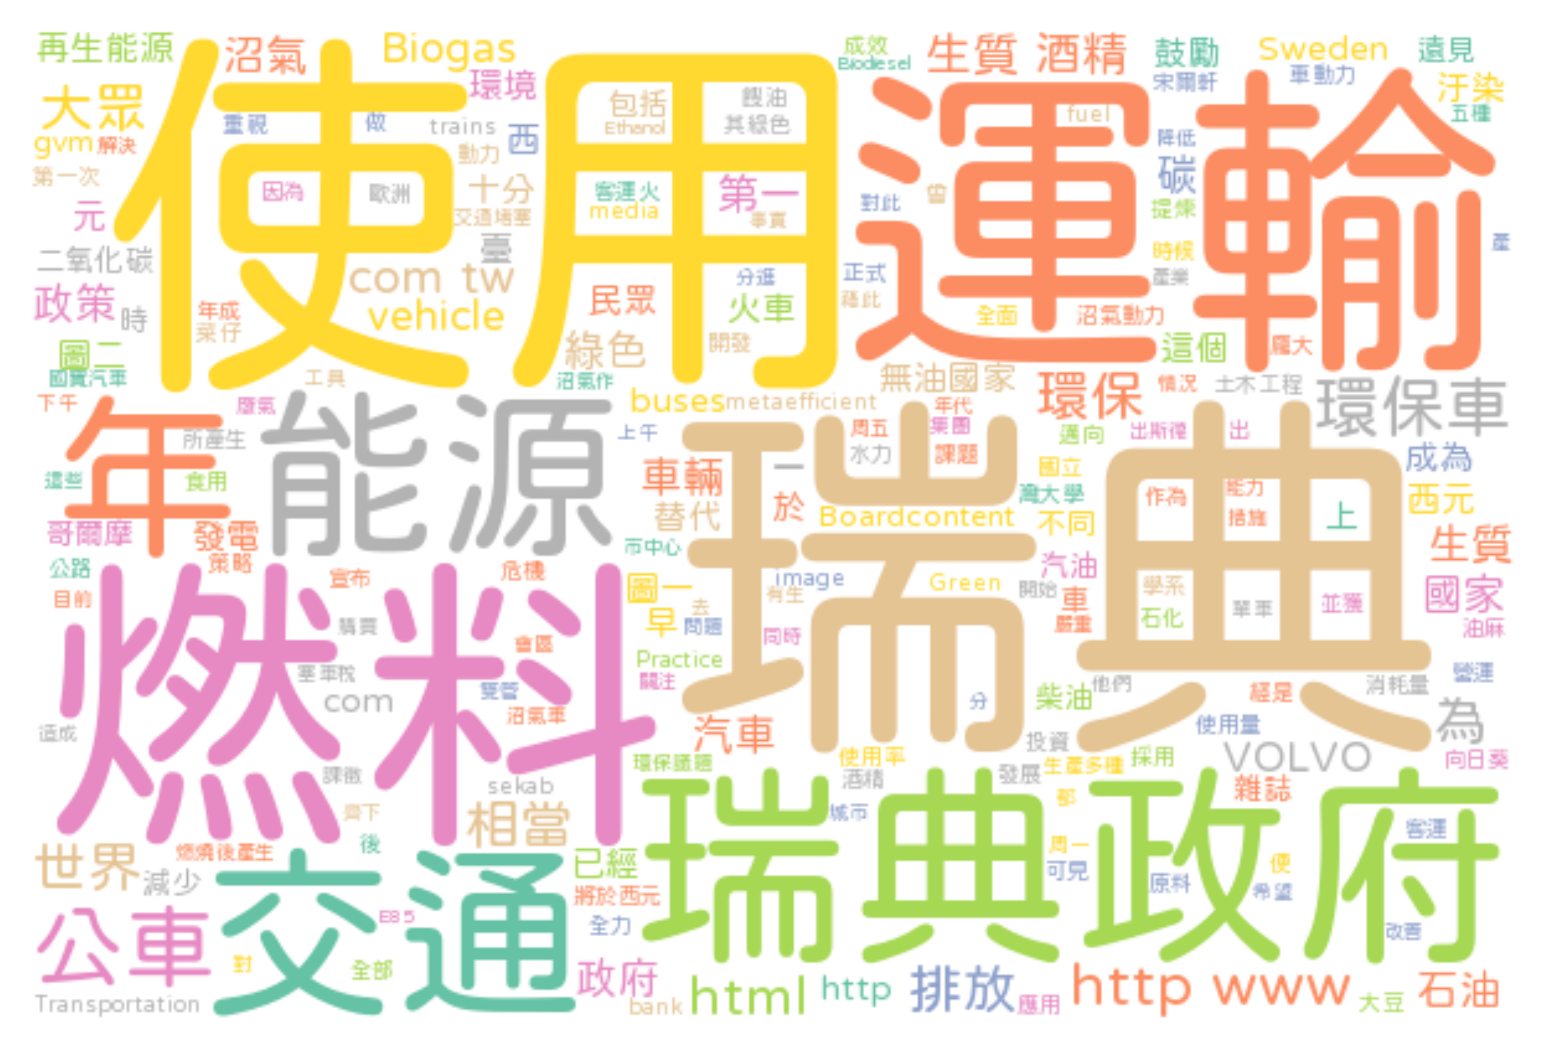 再生能源
沼氣
Biogas
成效
Biodiesel
生質
酒精
鼓勵
Sweden
遠見
大眾
使用
環境
包括
Ethanol
餿油
其綠色
運輸
fuel
宋爾軒
車動力
汙染
五種
gvm
解決
重視
做
trains
動力
西
降低
碳
第一次
因為
歐洲
十分
客運火
media
第一
事實
對此
曾
提煉
元
交通堵塞
臺
時候
產
二氧化碳
com tw
分進
正式
產業
政策
時
年成
菜仔
vehicle
民眾
火車
藉此
全面
沼氣動力
這個
龐大
圖二
國實汽車
工具
綠色
開發
沼氣作
無油國家
環保
情況
土木工程
環保車
下午
廢氣
buses
metaefficient
年代
年
能源
所產生
上午
瑞典
周五
集團
邁向
出斯德
出
成為
這些
食用
車輛
一
水力
課題
國立
灣大學
作為
能力
措施
上
西元
哥爾摩
發電
策略
替代
於
Boardcontent
不同
生質
公路
宣布
危機
市中心
image
Green
汽油
目前
燃料
圖一
去
有生
開始
車
嚴重
學系
石化
單車
並獲
國家
油麻
購買
會區
早
問題
同時
塞車稅
com
雙管
沼氣車
Practice
關注
分
柴油
他們
極是
消耗量
營運
造成
汽車
使用量
為
課徵
sekab
環保議題
使用率
投資
生產多種
採用
VOLVO
向日葵
酒精
發展
雜誌
齊下
相當
瑞典政府
城市
都
客運
世界
燃燒後產生
後
已經
周一
可見
原料
便
希望
減少
交通
將於西元
公車
E85
全力
改善
對
全部
政府
Transportation
bank
html
http
排放
應用
http www
大豆
石油